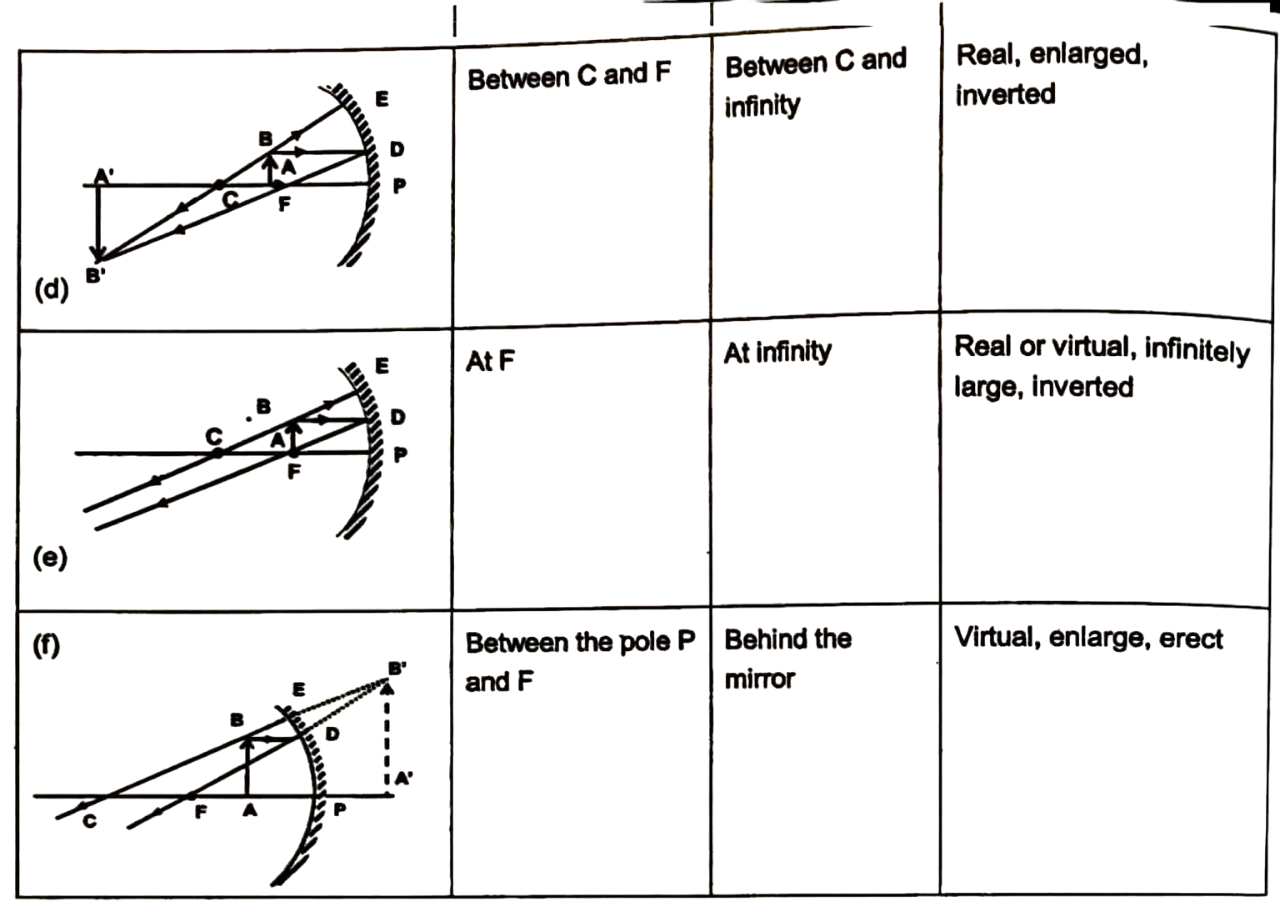 Between C and F
Between C and
infinity
Real, enlarged,
inverted
E
B
D
A
A'
P
C
F
B'
(d)
At F
At infinity
Real or virtual, infinitely
large, inverted
E
B
D
C
A
P
F
(e)
(f)
Between the pole P
and F
Behind the
mirror
Virtual, enlarge, erect
B'
E
B
D
A'
F
A
P
C